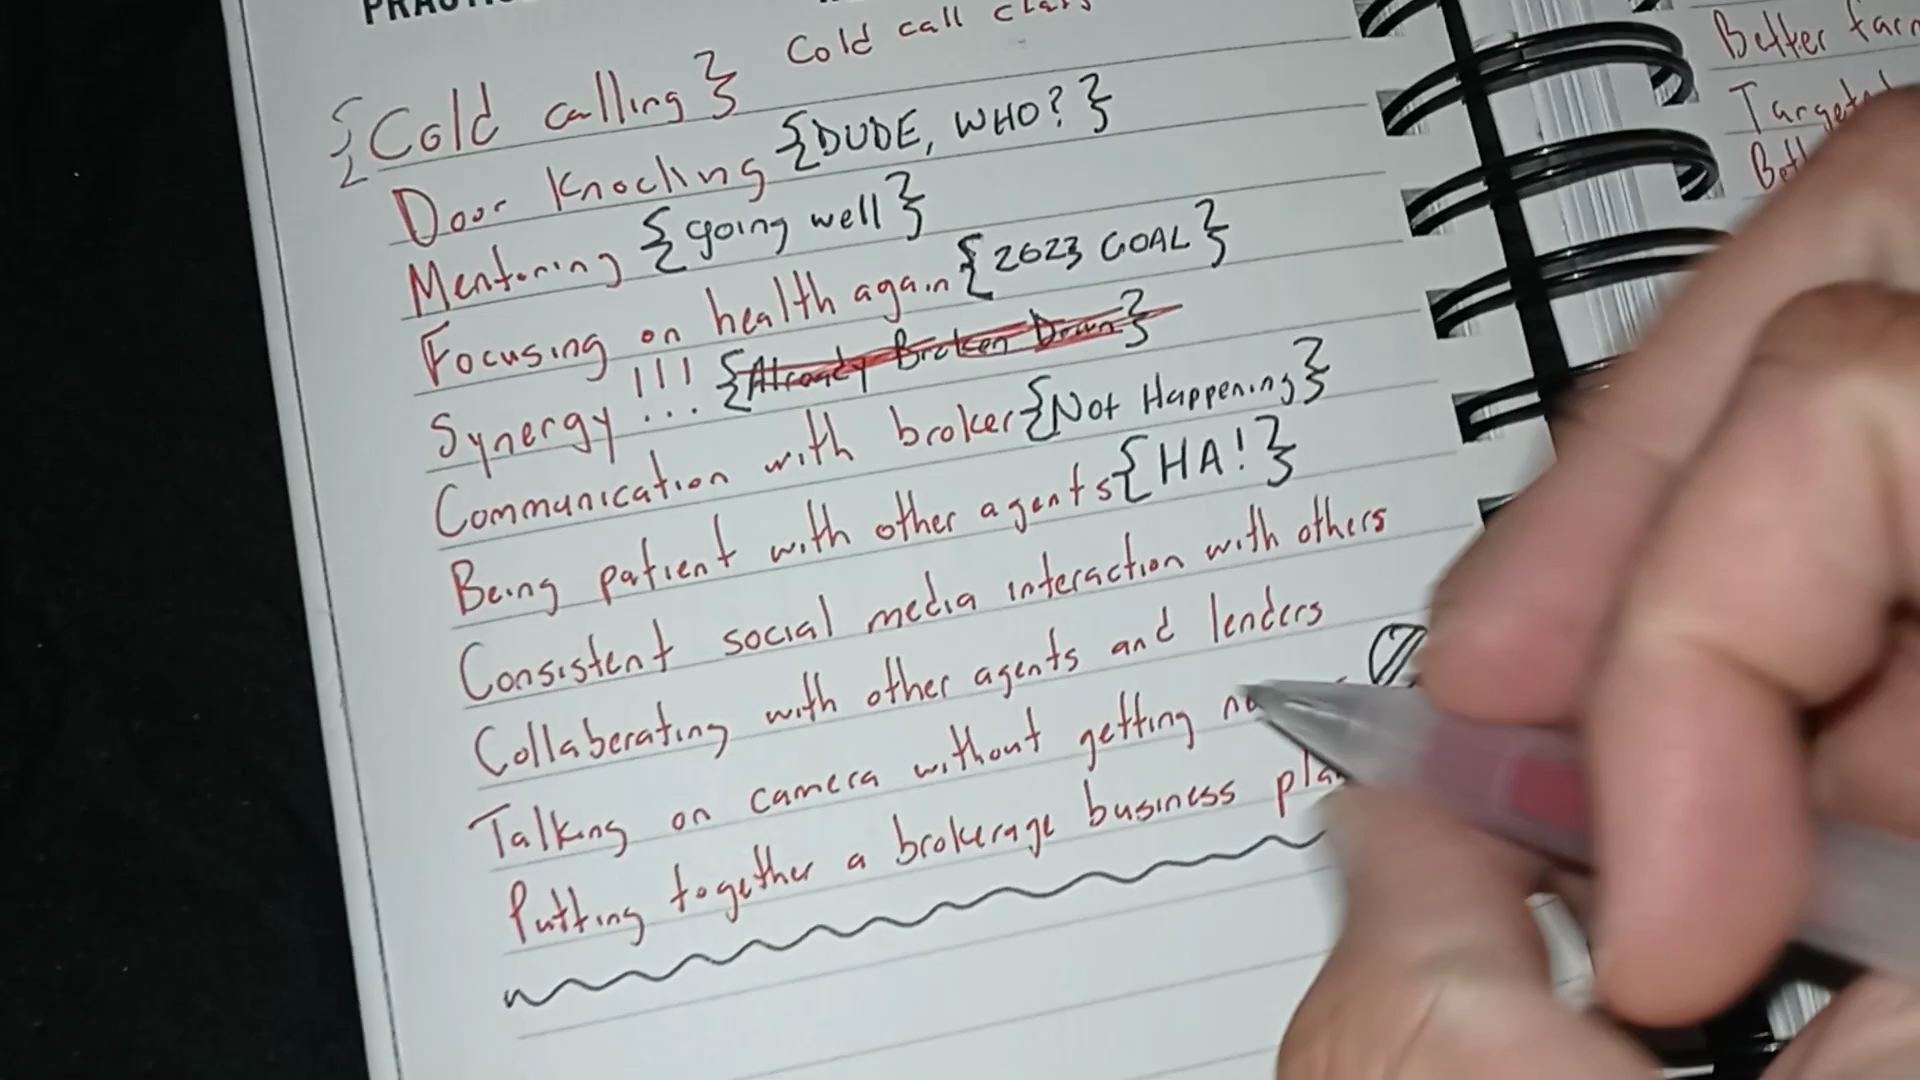 {Cold calling} Cold call class
Door Knocking {DUDE, WHO?}
Mentoring {going well}
Focusing on health again {2023 GOAL}
Synergy!!! {Already Broken Down}
Communication with broker {Not Happening}
Being patient with other agents {HA!}
Consistent social media interaction with others
Collaberating with other agents and lenders
Talking on camera without getting
Putting together a brokerage business plan
Better